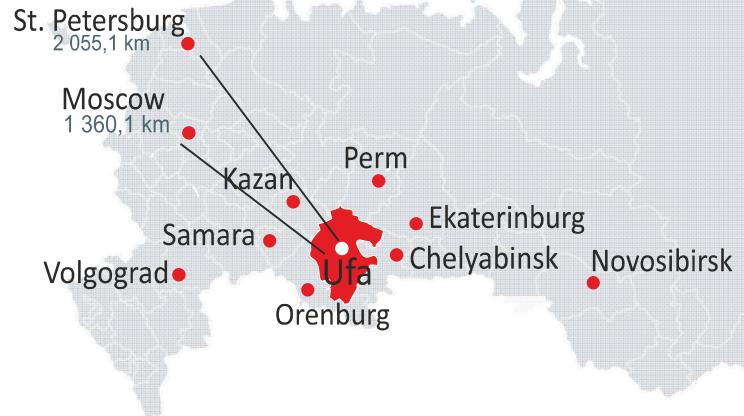 St. Petersburg
2 055,1 km
Moscow
1 360,1 km
Perm
Kazan
Ekaterinburg
Samara
Chelyabinsk
Novosibirsk
Volgograd
Ufa
Orenburg